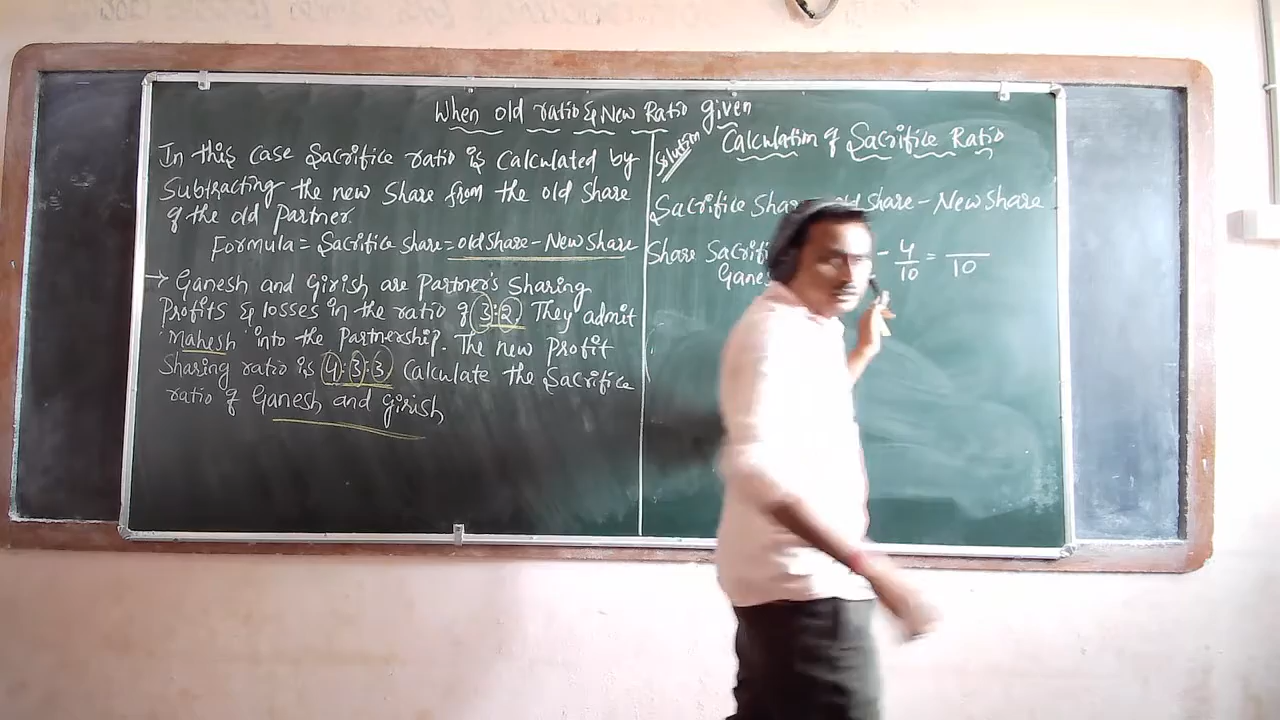 When old ratio & New Ratio given
In this case Sacrifice ratio is Calculated by
Subtracting the new Share from the old Share
of the old Partner.
Formula = Sacrifice Share = old Share - New Share
→ Ganesh and Girish are Partner's Sharing
Profits & losses in the ratio of 3:2 They admit
Mahesh into the Partnership. The new Profit
Sharing ratio is 4:3:3 Calculate the Sacrifice
ratio of Ganesh and Girish
Solution
Calculation of Sacrifice Ratio
Sacrifice Share old Share - New Share
Share
- 4/10 = /10